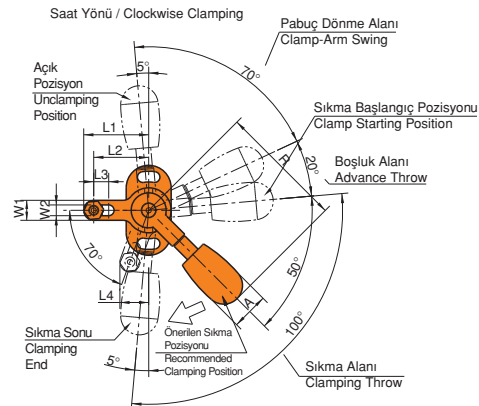 Saat Yönü / Clockwise Clamping
Pabuç Dönme Alanı
Clamp-Arm Swing
Açık
Pozisyon
Unclamping
Position
5°
70°
L1
L2
L3
W1
W2
R
20°
Sıkma Başlangıç Pozisyonu
Clamp Starting Position
Boşluk Alanı
Advance Throw
70°
L4
A
50°
100°
Sıkma Sonu
Clamping
End
5°
Önerilen Sıkma
Pozisyonu
Recommended
Clamping Position
Sıkma Alanı
Clamping Throw